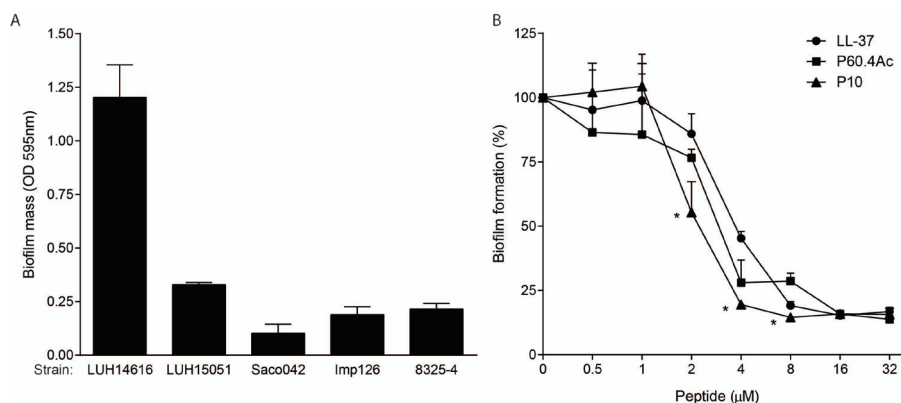 A
Biofilm mass (OD 595nm)
1.50
1.25
1.00
0.75
0.50
0.25
0.00
Strain: LUH14616 LUH15051 Saco042 Imp126 8325-4
B
Biofilm formation (%)
125
100
75
50
25
0
LL-37
P60.4Ac
P10
*
*
*
0 0.5 1 2 4 8 16 32
Peptide (µM)